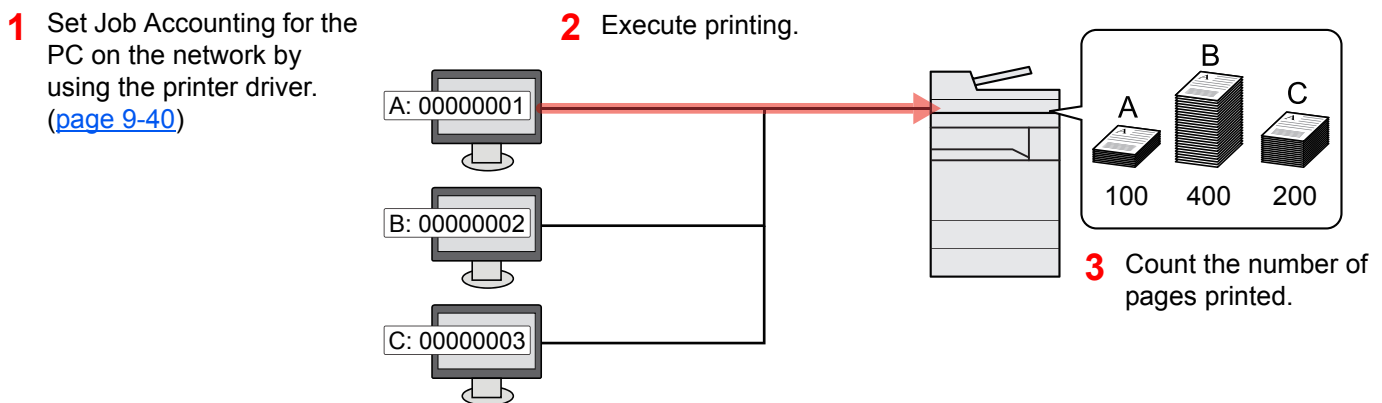 1 Set Job Accounting for the
PC on the network by
using the printer driver.
(page 9-40)
2 Execute printing.
A: 00000001
B: 00000002
C: 00000003
A
B
C
A
A
A
100
400
200
3 Count the number of
pages printed.